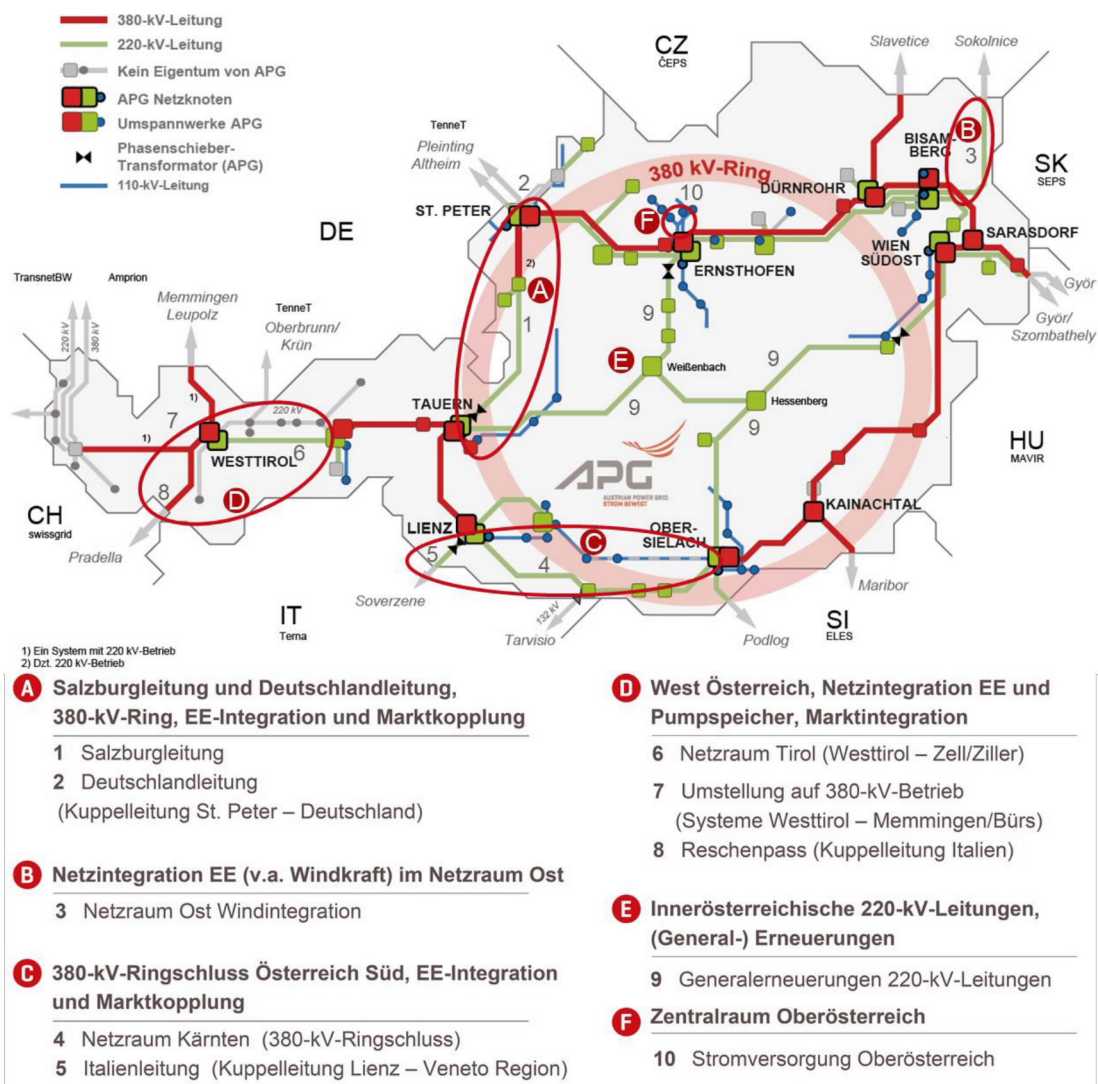 380-kV-Leitung
220-kV-Leitung
Kein Eigentum von APG
APG Netzknoten
Umspannwerke APG
Phasenschieber-
Transformator (APG)
110-kV-Leitung
CZ
ČEPS
Slavetice
Sokolnice
TenneT
Pleinting
Altheim
2
380 kV-Ring
10
BISAM-
BERG
B
3
SK
SEPS
DÜRNROHR
ST. PETER
F
DE
2)
A
ERNSTHOFEN
WIEN
SÜDOST
SARASDORF
Györ
Györ/
Szombathely
TransnetBW
Amprion
Memmingen
Leupolz
TenneT
Oberbrunn/
Krün
220 kV
380 kV
1
9
E
Weißenbach
9
Hessenberg
9
9
1)
7
1)
220 kV
6
TAUERN
WESTTIROL
D
8
CH
swissgrid
Pradella
APG
AUSTRIAN POWER GRID
STROM BEWEGT
HU
MAVIR
KAINACHTAL
LIENZ
OBER-
SIELACH
C
5
4
Soverzene
132 kV
Tarvisio
Podlog
Maribor
IT
Terna
SI
ELES
1) Ein System mit 220 kV-Betrieb
2) Dzt. 220 kV-Betrieb
A Salzburgleitung und Deutschlandleitung,
380-kV-Ring, EE-Integration und Marktkopplung
1 Salzburgleitung
2 Deutschlandleitung
(Kuppelleitung St. Peter – Deutschland)
B Netzintegration EE (v.a. Windkraft) im Netzraum Ost
3 Netzraum Ost Windintegration
C 380-kV-Ringschluss Österreich Süd, EE-Integration
und Marktkopplung
4 Netzraum Kärnten (380-kV-Ringschluss)
5 Italienleitung (Kuppelleitung Lienz – Veneto Region)
D West Österreich, Netzintegration EE und
Pumpspeicher, Marktintegration
6 Netzraum Tirol (Westtirol – Zell/Ziller)
7 Umstellung auf 380-kV-Betrieb
(Systeme Westtirol – Memmingen/Bürs)
8 Reschenpass (Kuppelleitung Italien)
E Innerösterreichische 220-kV-Leitungen,
(General-) Erneuerungen
9 Generalerneuerungen 220-kV-Leitungen
F Zentralraum Oberösterreich
10 Stromversorgung Oberösterreich